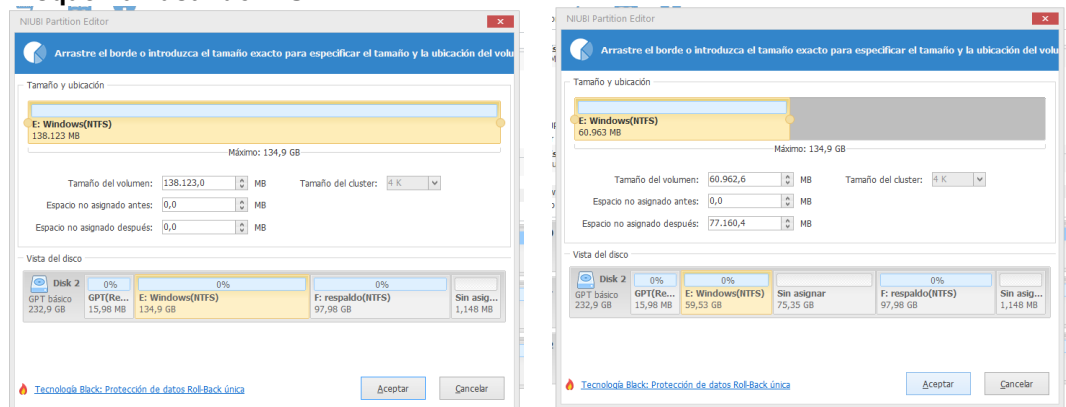 NIUBI Partition Editor
Arrastre el borde o introduzca el tamaño exacto para especificar el tamaño y la ubicación del volu
Tamaño y ubicación
E: Windows(NTFS)
138.123 MB
Máximo: 134,9 GB
Tamaño del volumen: 138.123,0 MB Tamaño del cluster: 4 K
Espacio no asignado antes: 0,0 MB
Espacio no asignado después: 0,0 MB
Vista del disco
Disk 2 0% 0% 0%
GPT básico GPT(Re... E: Windows(NTFS) F: respaldo(NTFS) Sin asig...
232,9 GB 15,98 MB 134,9 GB 97,98 GB 1,148 MB
Tecnología Black: Protección de datos Roll-Back única Aceptar Cancelar
NIUBI Partition Editor
Arrastre el borde o introduzca el tamaño exacto para especificar el tamaño y la ubicación del volu
Tamaño y ubicación
E: Windows(NTFS)
60.963 MB
Máximo: 134,9 GB
Tamaño del volumen: 60.962,6 MB Tamaño del cluster: 4 K
Espacio no asignado antes: 0,0 MB
Espacio no asignado después: 77.160,4 MB
Vista del disco
Disk 2 0% 0% 0%
GPT básico GPT(Re... E: Windows(NTFS) Sin asignar F: respaldo(NTFS) Sin asig...
232,9 GB 15,98 MB 59,53 GB 75,35 GB 97,98 GB 1,148 MB
Tecnología Black: Protección de datos Roll-Back única Aceptar Cancelar